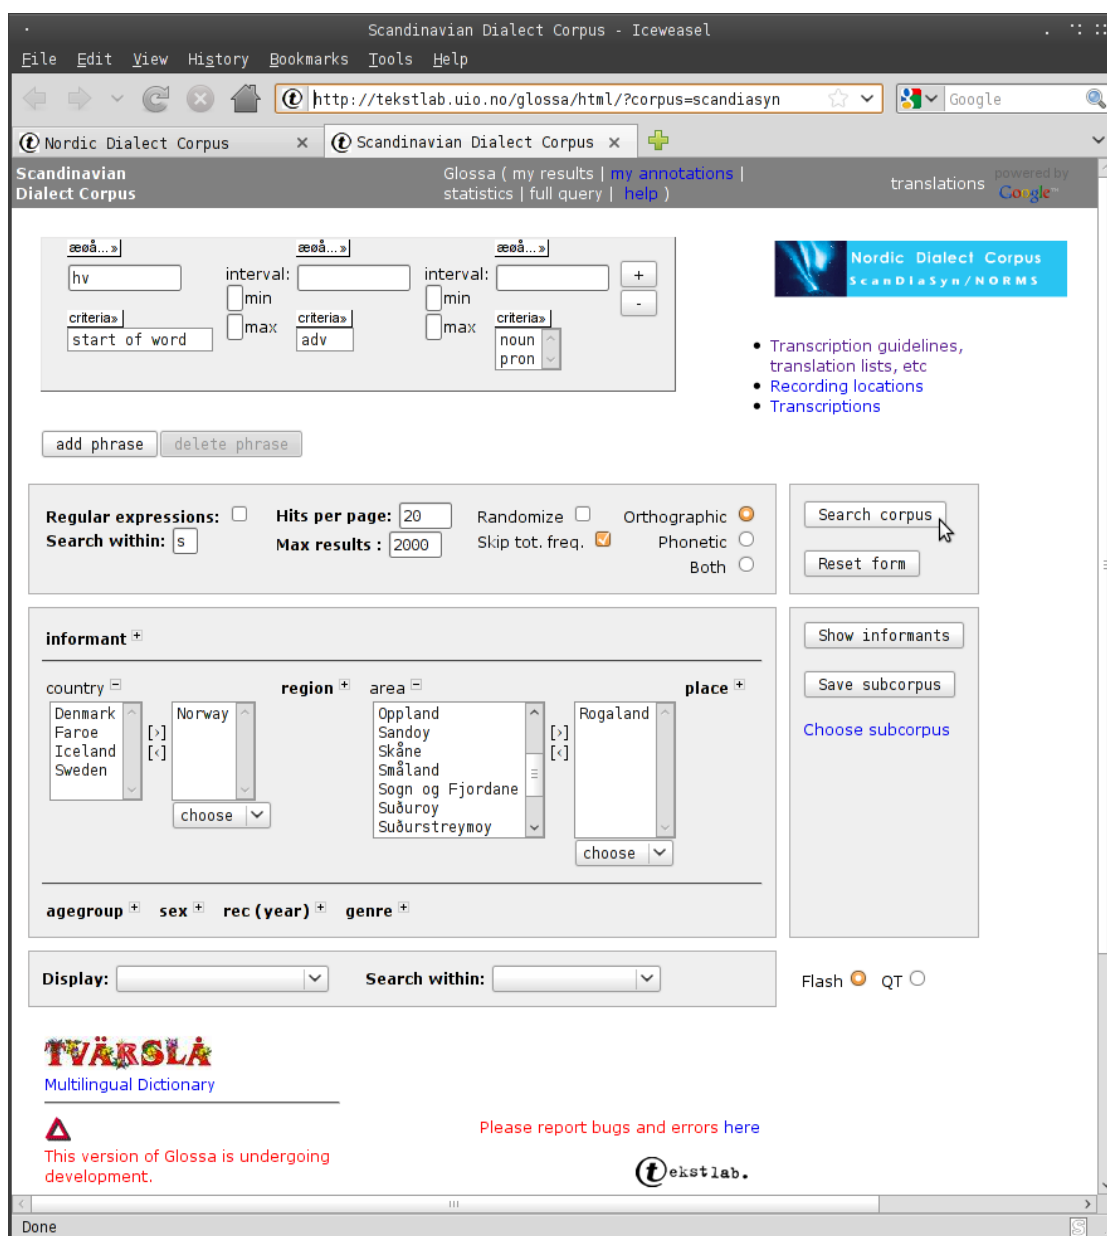 Scandinavian Dialect Corpus - Iceweasel
File Edit View History Bookmarks Tools Help
http://tekstlab.uio.no/glossa/html/?corpus=scandiasyn Google
Nordic Dialect Corpus × Scandinavian Dialect Corpus ×
Scandinavian Dialect Corpus
Glossa ( my results | my annotations |
statistics | full query | help )
translations powered by Google™
æøå...» æøå...» æøå...»
hv interval: interval: +
min min -
max max
criteria» criteria» criteria»
start of word adv noun
pron
Nordic Dialect Corpus
ScanDiaSyn/NORMS
Transcription guidelines,
translation lists, etc
Recording locations
Transcriptions
add phrase delete phrase
Regular expressions: Hits per page: 20 Randomize Orthographic
Search within: s Max results : 2000 Skip tot. freq. Phonetic
Both
Search corpus
Reset form
informant +
country − region + area − place +
Denmark
Faroe
Iceland
Sweden
[›]
[‹]
Norway
choose
Oppland
Sandoy
Skåne
Småland
Sogn og Fjordane
Suðuroy
Suðurstreymoy
[›]
[‹]
Rogaland
choose
agegroup + sex + rec (year) + genre +
Show informants
Save subcorpus
Choose subcorpus
Display: Search within:
Flash QT
TVÄRSLÅ
Multilingual Dictionary
This version of Glossa is undergoing
development.
Please report bugs and errors here
tekstlab.
Done